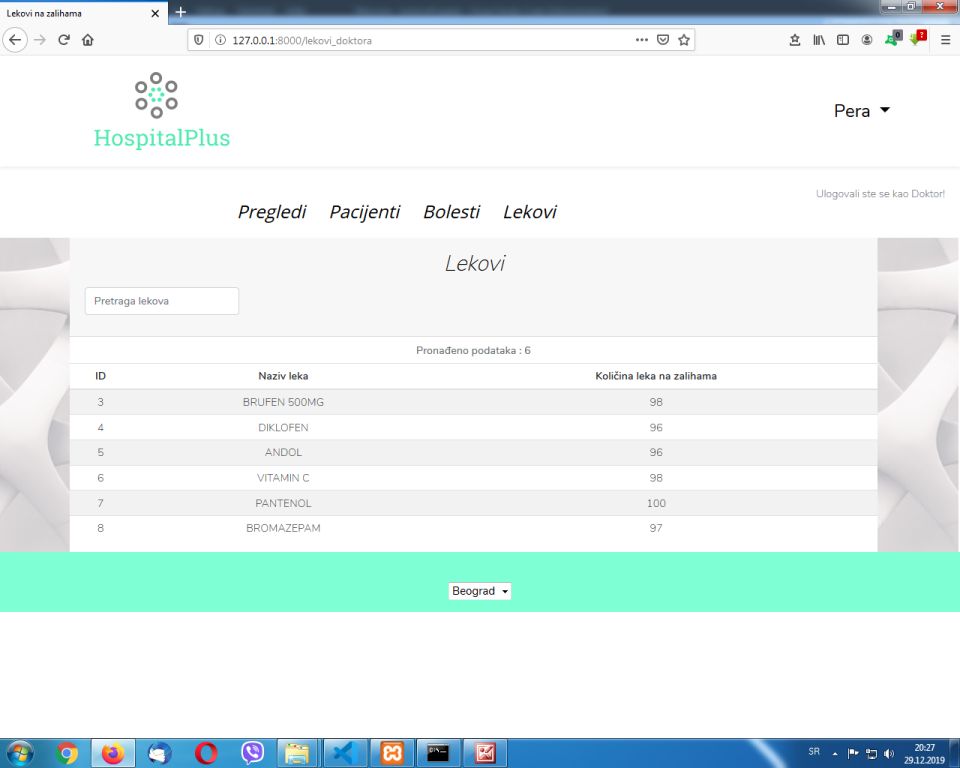 Lekovi na zalihama
127.0.0.1:8000/lekovi_doktora
0
?
HospitalPlus
Pera
Ulogovali ste se kao Doktor!
Pregledi Pacijenti Bolesti Lekovi
Lekovi
Pretraga lekova
Pronađeno podataka : 6
ID Naziv leka Količina leka na zalihama
3 BRUFEN 500MG 98
4 DIKLOFEN 96
5 ANDOL 96
6 VITAMIN C 98
7 PANTENOL 100
8 BROMAZEPAM 97
Beograd
SR
20:27
29.12.2019